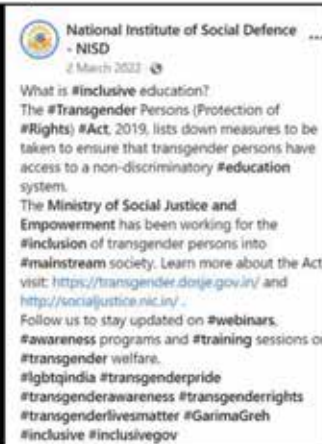 National Institute of Social Defence
- NISD
2 March 2022
What is #inclusive education?
The #Transgender Persons (Protection of
#Rights) #Act, 2019, lists down measures to be
taken to ensure that transgender persons have
access to a non-discriminatory #education
system.
The Ministry of Social Justice and
Empowerment has been working for the
#inclusion of transgender persons into
#mainstream society. Learn more about the Act
visit: https://transgender.dosje.gov.in/ and
http://socialjustice.nic.in/ .
Follow us to stay updated on #webinars,
#awareness programs and #training sessions on
#transgender welfare.
#lgbtqindia #transgenderpride
#transgenderawareness #transgenderrights
#transgenderlivesmatter #GarimaGreh
#inclusive #inclusivegov